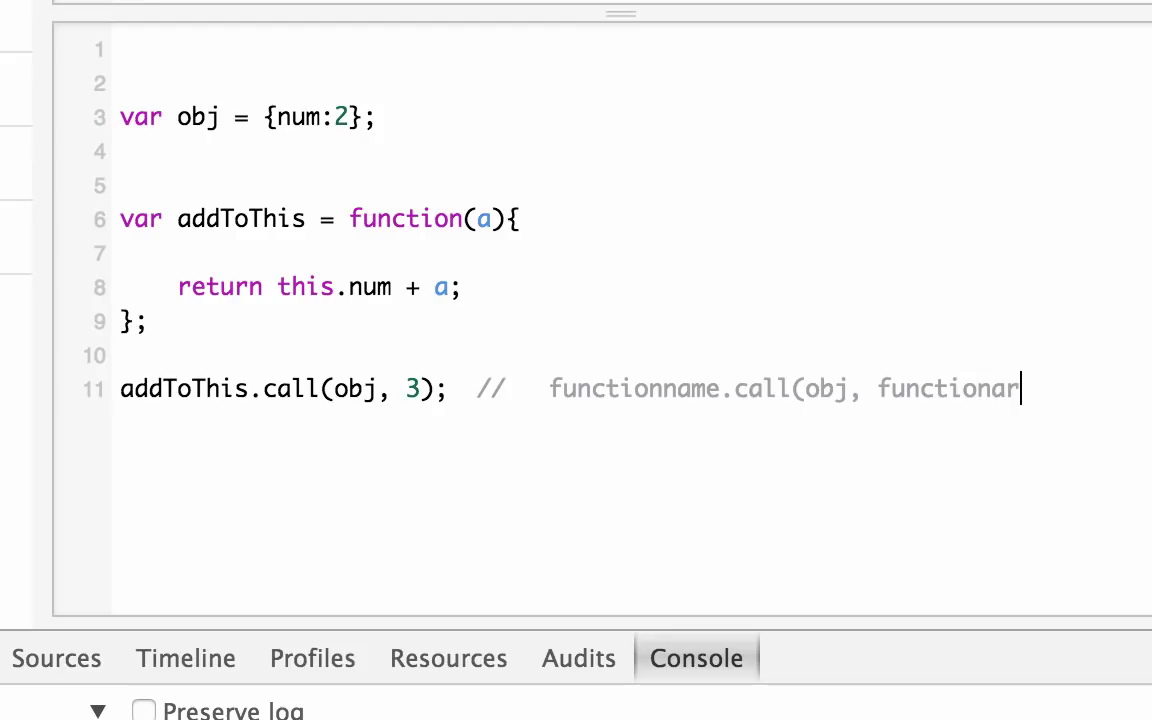 1
2
3 var obj = {num:2};
4
5
6 var addToThis = function(a){
7
8 return this.num + a;
9 };
10
11 addToThis.call(obj, 3); // functionname.call(obj, functionar
Sources Timeline Profiles Resources Audits Console
▼ Preserve log